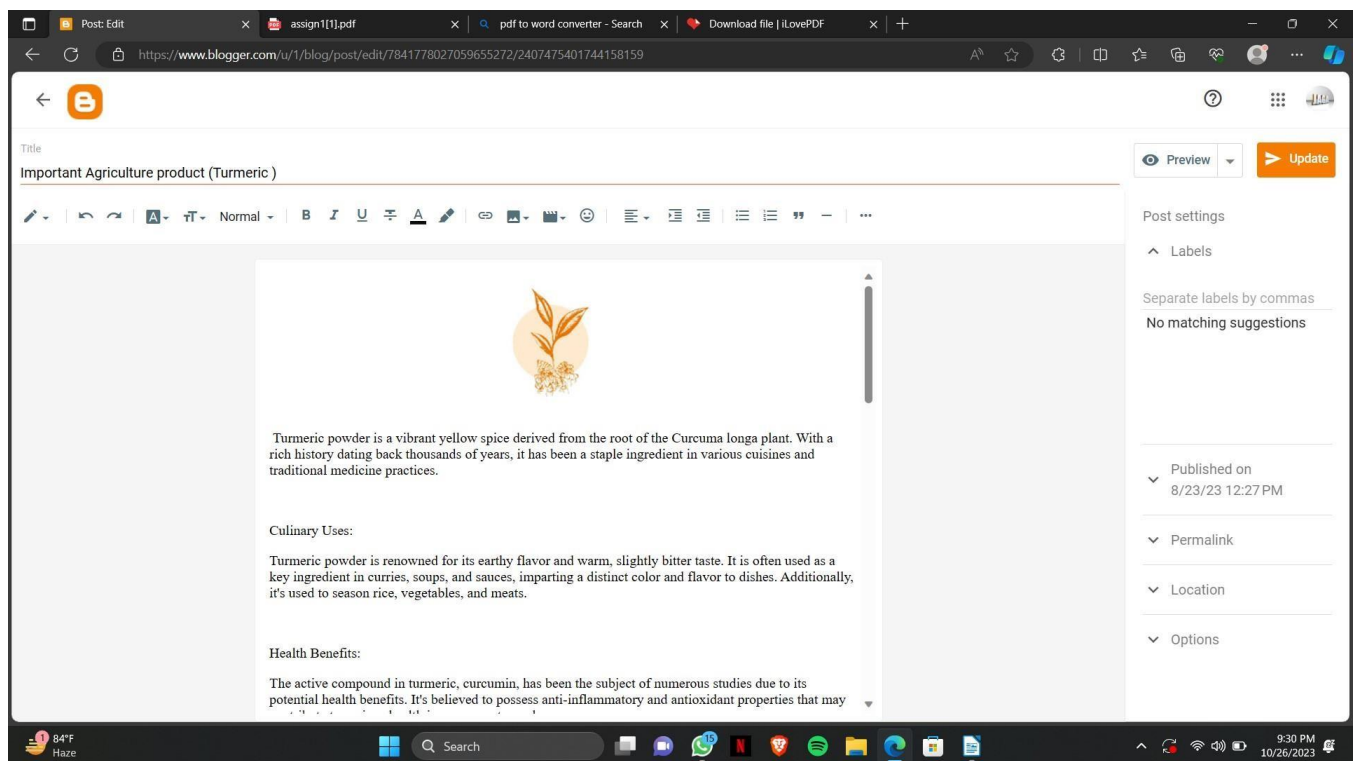 Post: Edit
assign1[1].pdf
pdf to word converter - Search
Download file | iLovePDF
https://www.blogger.com/u/1/blog/post/edit/7841778027059655272/2407475401744158159
Title
Important Agriculture product (Turmeric )
Preview
Update
Normal
B I U A
Post settings
Labels
Separate labels by commas
No matching suggestions
Turmeric powder is a vibrant yellow spice derived from the root of the Curcuma longa plant. With a
rich history dating back thousands of years, it has been a staple ingredient in various cuisines and
traditional medicine practices.
Culinary Uses:
Turmeric powder is renowned for its earthy flavor and warm, slightly bitter taste. It is often used as a
key ingredient in curries, soups, and sauces, imparting a distinct color and flavor to dishes. Additionally,
it's used to season rice, vegetables, and meats.
Health Benefits:
The active compound in turmeric, curcumin, has been the subject of numerous studies due to its
potential health benefits. It's believed to possess anti-inflammatory and antioxidant properties that may
Published on
8/23/23 12:27 PM
Permalink
Location
Options
1
84°F
Haze
Search
15
9:30 PM
10/26/2023